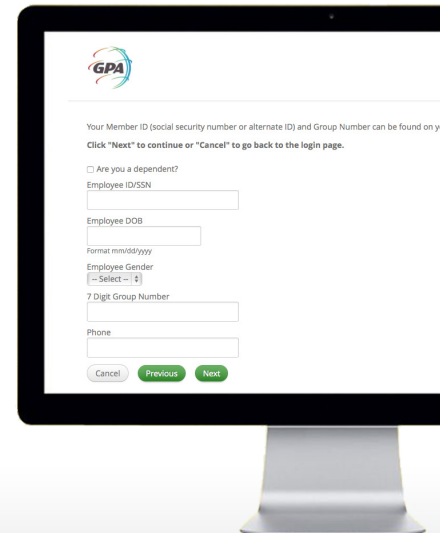 GPA
Your Member ID (social security number or alternate ID) and Group Number can be found on
Click "Next" to continue or "Cancel" to go back to the login page.
Are you a dependent?
Employee ID/SSN
Employee DOB
Format mm/dd/yyyy
Employee Gender
-- Select --
7 Digit Group Number
Phone
Cancel Previous Next